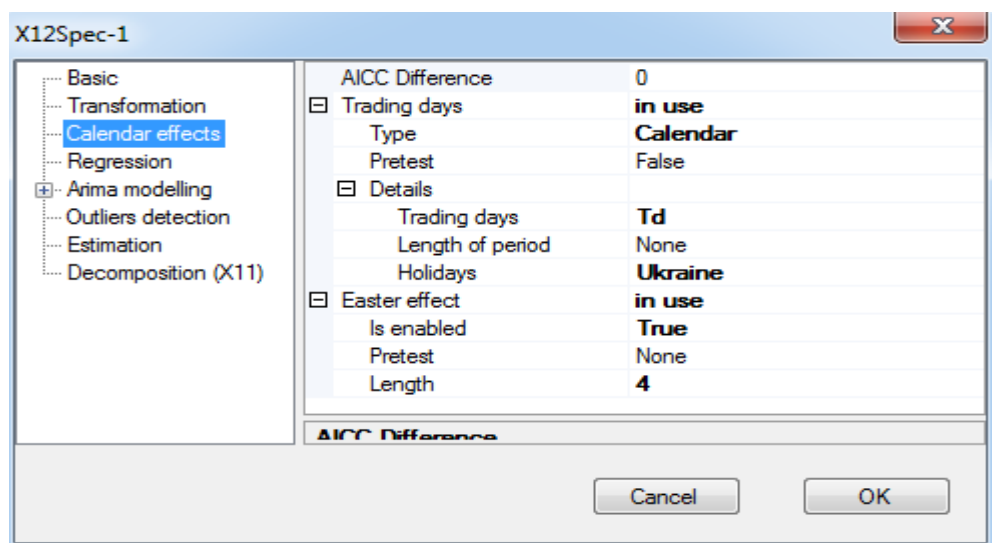 X12Spec-1
Basic
Transformation
Calendar effects
Regression
Arima modelling
Outliers detection
Estimation
Decomposition (X11)
AICC Difference 0
Trading days in use
Type Calendar
Pretest False
Details
Trading days Td
Length of period None
Holidays Ukraine
Easter effect in use
Is enabled True
Pretest None
Length 4
AICC Difference
Cancel OK